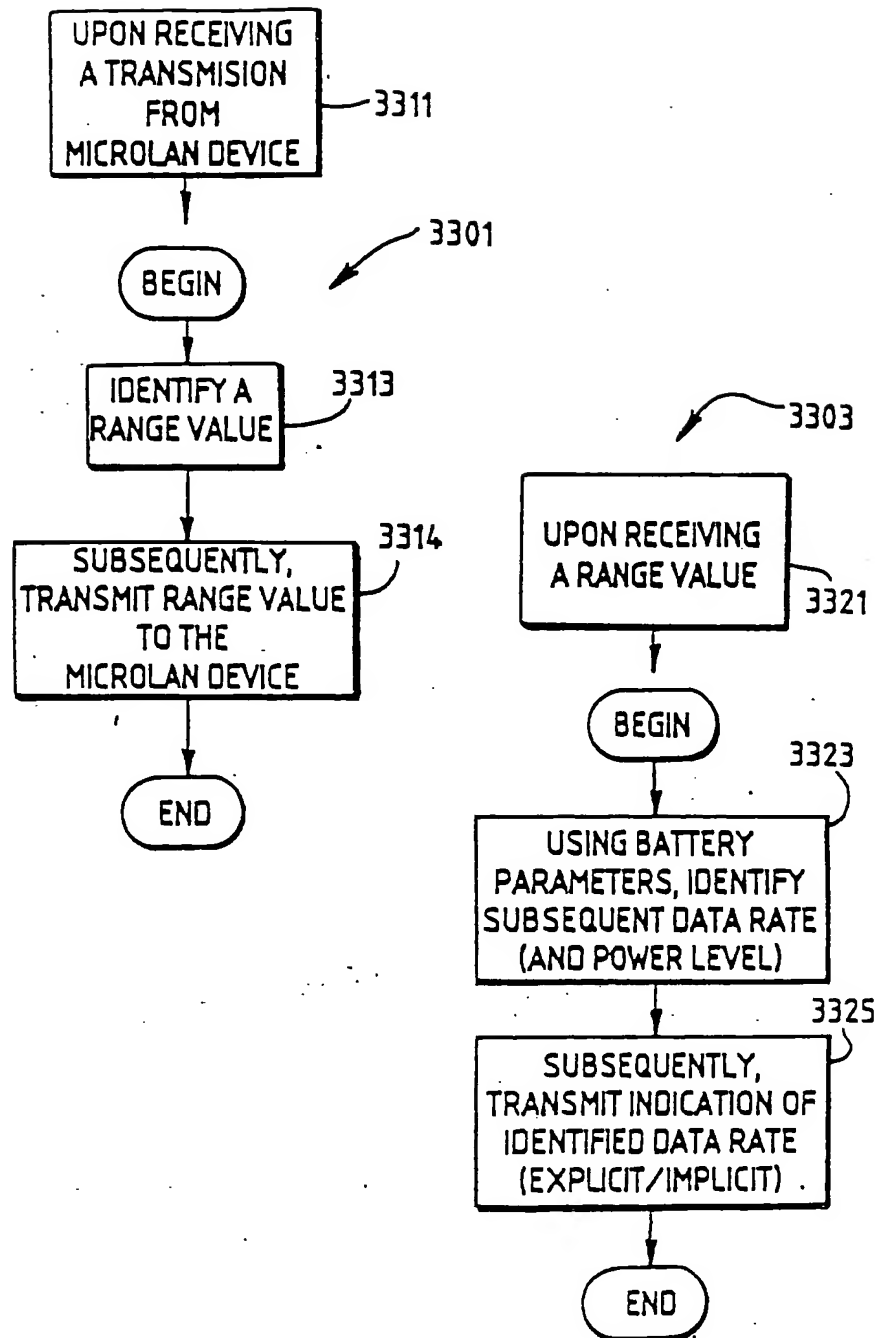 UPON RECEIVING
A TRANSMISION
FROM
MICROLAN DEVICE
3311
3301
BEGIN
IDENTIFY A
RANGE VALUE
3313
SUBSEQUENTLY,
TRANSMIT RANGE VALUE
TO THE
MICROLAN DEVICE
3314
END
3303
UPON RECEIVING
A RANGE VALUE
3321
BEGIN
3323
USING BATTERY
PARAMETERS, IDENTIFY
SUBSEQUENT DATA RATE
(AND POWER LEVEL)
3325
SUBSEQUENTLY,
TRANSMIT INDICATION OF
IDENTIFIED DATA RATE
(EXPLICIT/IMPLICIT)
END